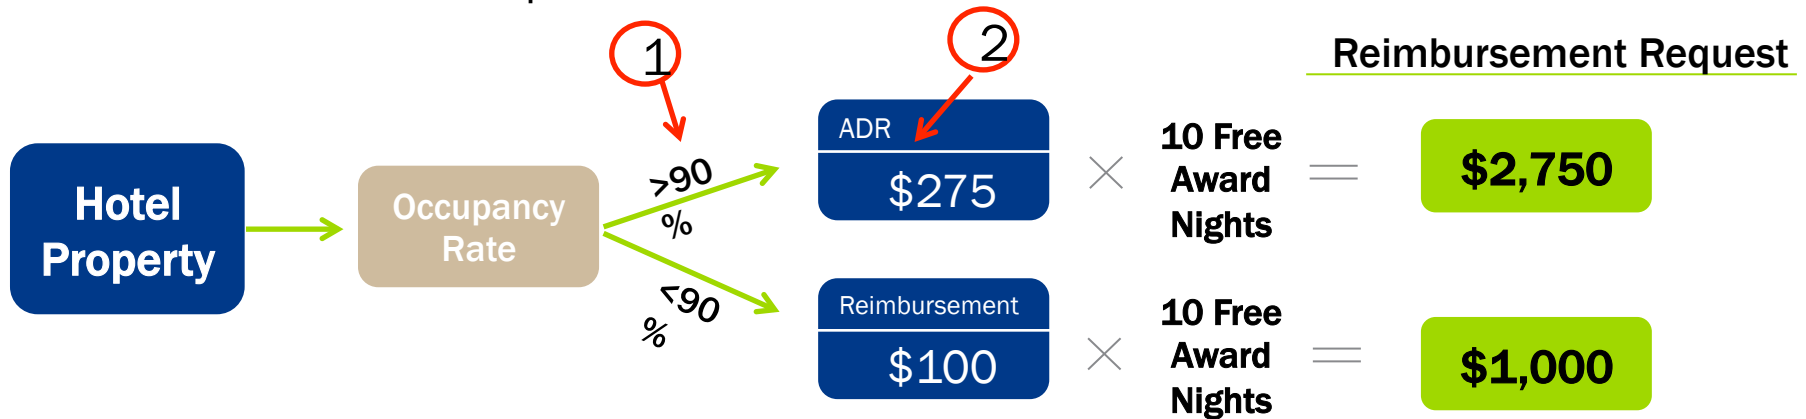 1
2
Reimbursement Request
Hotel
Property
Occupancy
Rate
>90
%
ADR
$275
10 Free
Award
Nights
$2,750
<90
%
Reimbursement
$100
10 Free
Award
Nights
$1,000